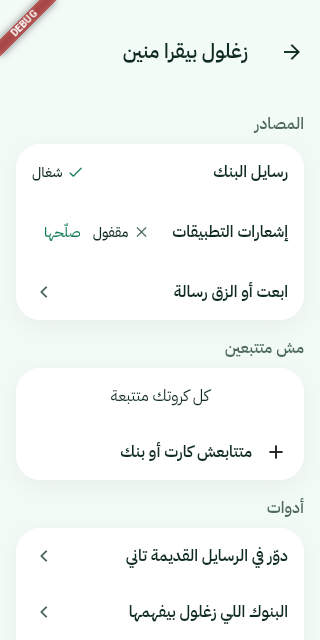 DEBUG
زغلول بيقرا منين
المصادر
رسايل البنك
شغال
إشعارات التطبيقات
مقفول
صلّحها
ابعت أو الزق رسالة
مش متتبعين
كل كروتك متتبعة
متتابعش كارت أو بنك
أدوات
دوّر في الرسايل القديمة تاني
البنوك اللي زغلول بيفهمها